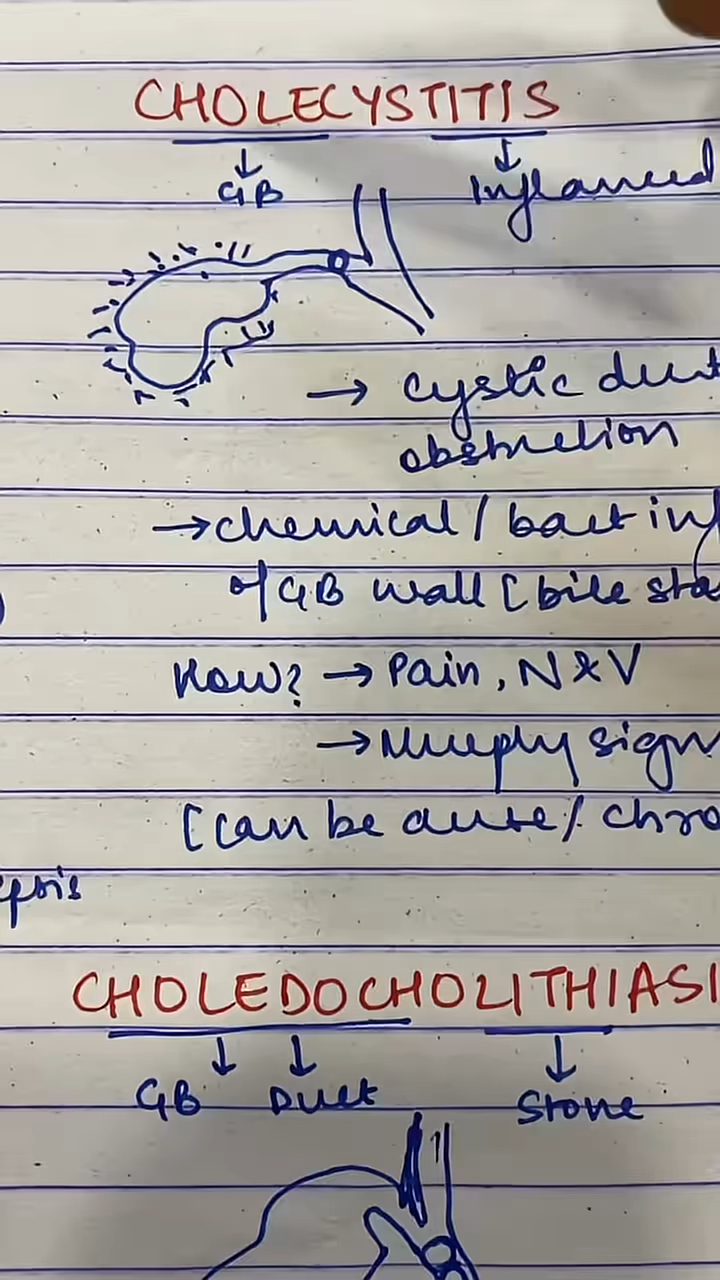 CHOLECYSTITIS
GB Inflamed
→ cystic duct
obstruction
→ chemical / bact inf
of GB wall [bile sta
How? → Pain, N & V
→ Murphy sign
[can be acute / chro
epsis
CHOLEDOCHOLITHIASI
GB Duct Stone